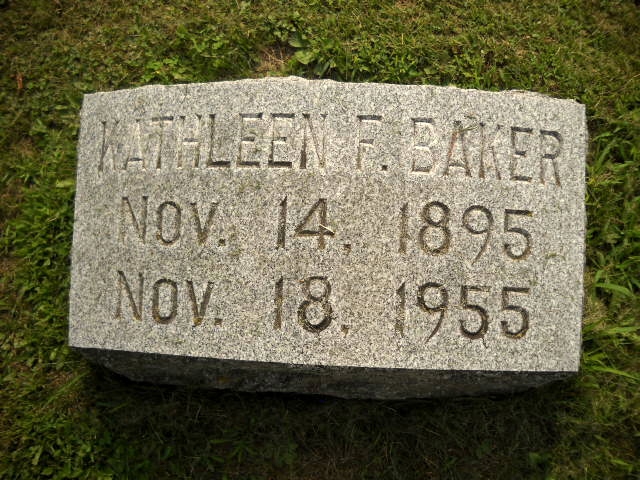 KATHLEEN F. BAKER
Nov. 14, 1895
Nov. 18, 1955